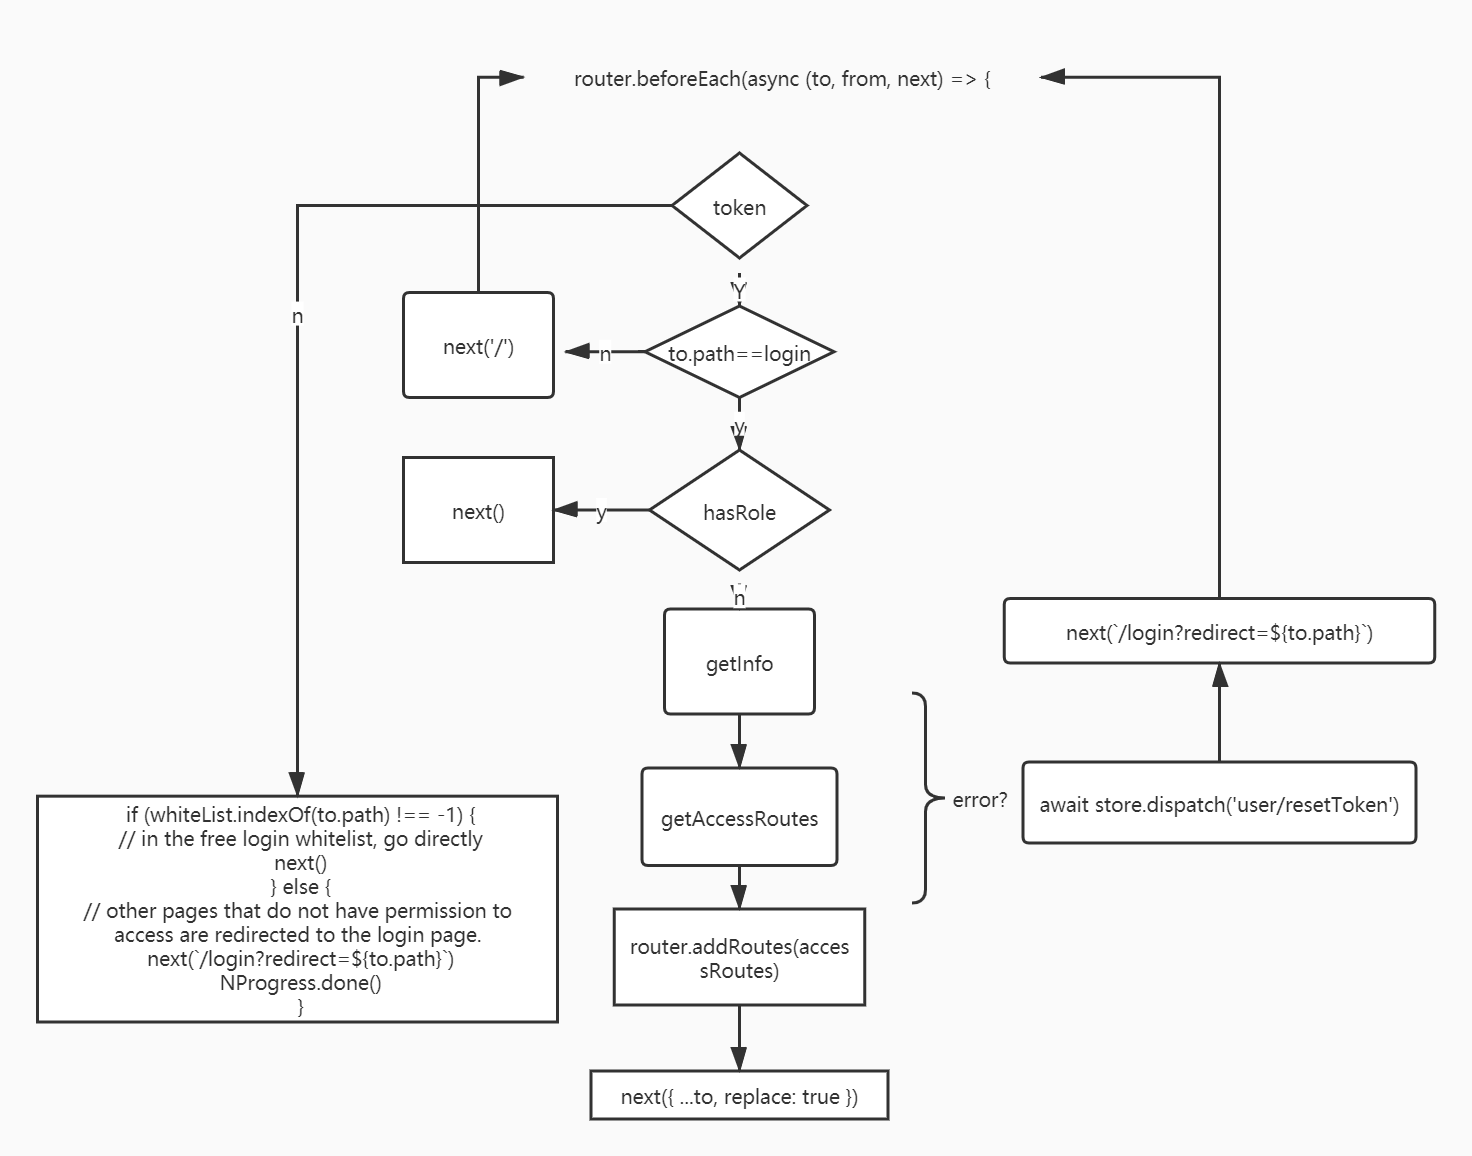 router.beforeEach(async (to, from, next) => {
token
Y
n
next('/')
n
to.path==login
y
next()
y
hasRole
n
getInfo
next(`/login?redirect=${to.path}`)
getAccessRoutes
error?
await store.dispatch('user/resetToken')
if (whiteList.indexOf(to.path) !== -1) {
// in the free login whitelist, go directly
next()
} else {
// other pages that do not have permission to
access are redirected to the login page.
next(`/login?redirect=${to.path}`)
NProgress.done()
}
router.addRoutes(acces
sRoutes)
next({ ...to, replace: true })